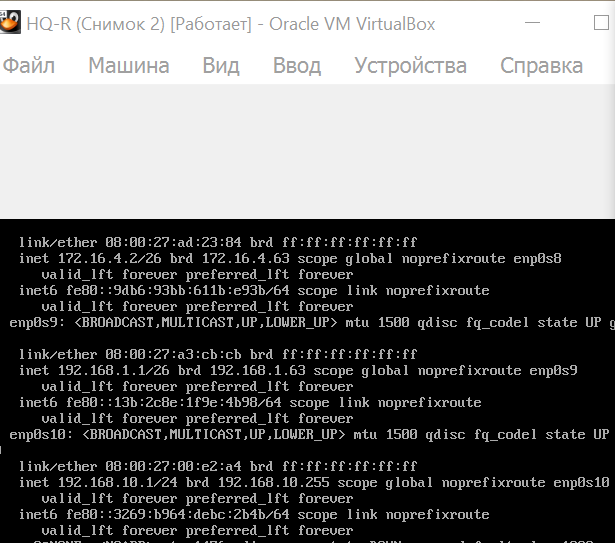 HQ-R (Снимок 2) [Работает] - Oracle VM VirtualBox
Файл Машина Вид Ввод Устройства Справка
link/ether 08:00:27:ad:23:84 brd ff:ff:ff:ff:ff:ff
inet 172.16.4.2/26 brd 172.16.4.63 scope global noprefixroute enp0s8
valid_lft forever preferred_lft forever
inet6 fe80::9db6:93bb:611b:e93b/64 scope link noprefixroute
valid_lft forever preferred_lft forever
enp0s9: <BROADCAST,MULTICAST,UP,LOWER_UP> mtu 1500 qdisc fq_codel state UP g
link/ether 08:00:27:a3:cb:cb brd ff:ff:ff:ff:ff:ff
inet 192.168.1.1/26 brd 192.168.1.63 scope global noprefixroute enp0s9
valid_lft forever preferred_lft forever
inet6 fe80::13b:2c8e:1f9e:4b98/64 scope link noprefixroute
valid_lft forever preferred_lft forever
enp0s10: <BROADCAST,MULTICAST,UP,LOWER_UP> mtu 1500 qdisc fq_codel state UP
link/ether 08:00:27:00:e2:a4 brd ff:ff:ff:ff:ff:ff
inet 192.168.10.1/24 brd 192.168.10.255 scope global noprefixroute enp0s10
valid_lft forever preferred_lft forever
inet6 fe80::3269:b964:debc:2b4b/64 scope link noprefixroute
valid_lft forever preferred_lft forever